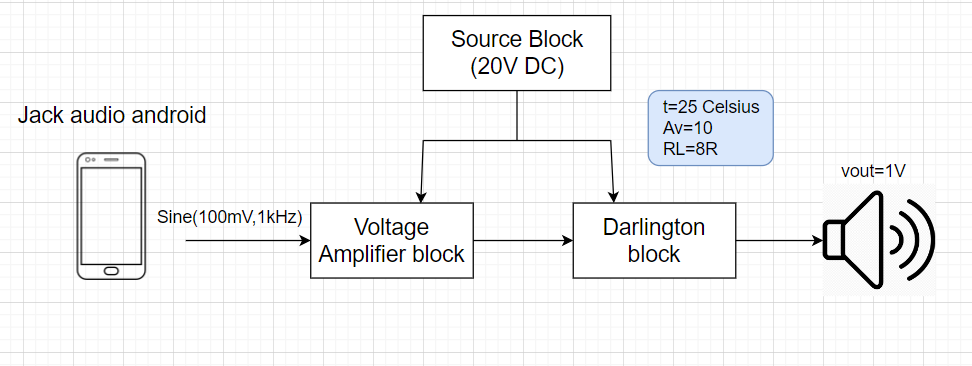 Source Block
(20V DC)
Jack audio android
t=25 Celsius
Av=10
RL=8R
vout=1V
Sine(100mV,1kHz)
Voltage
Amplifier block
Darlington
block